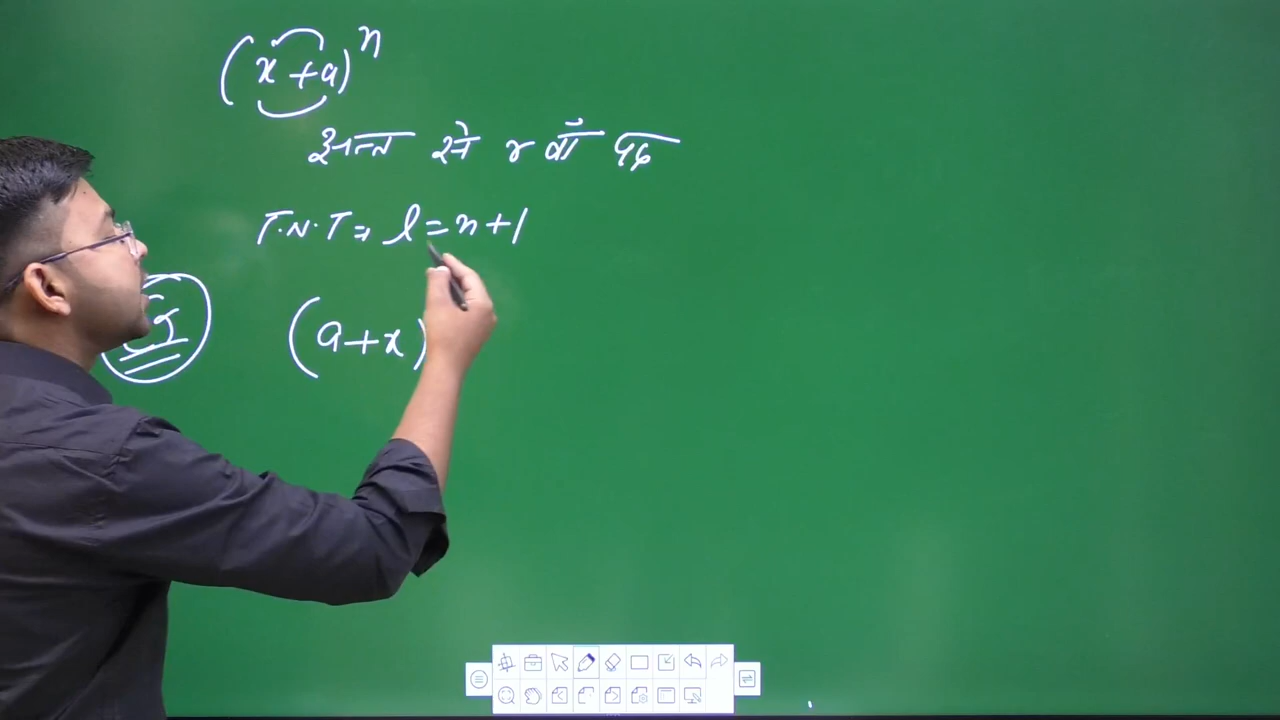 (x+a)^n
अन्त से r वाँ पद
T.N.T ⇒ l = n+1
(a+x)